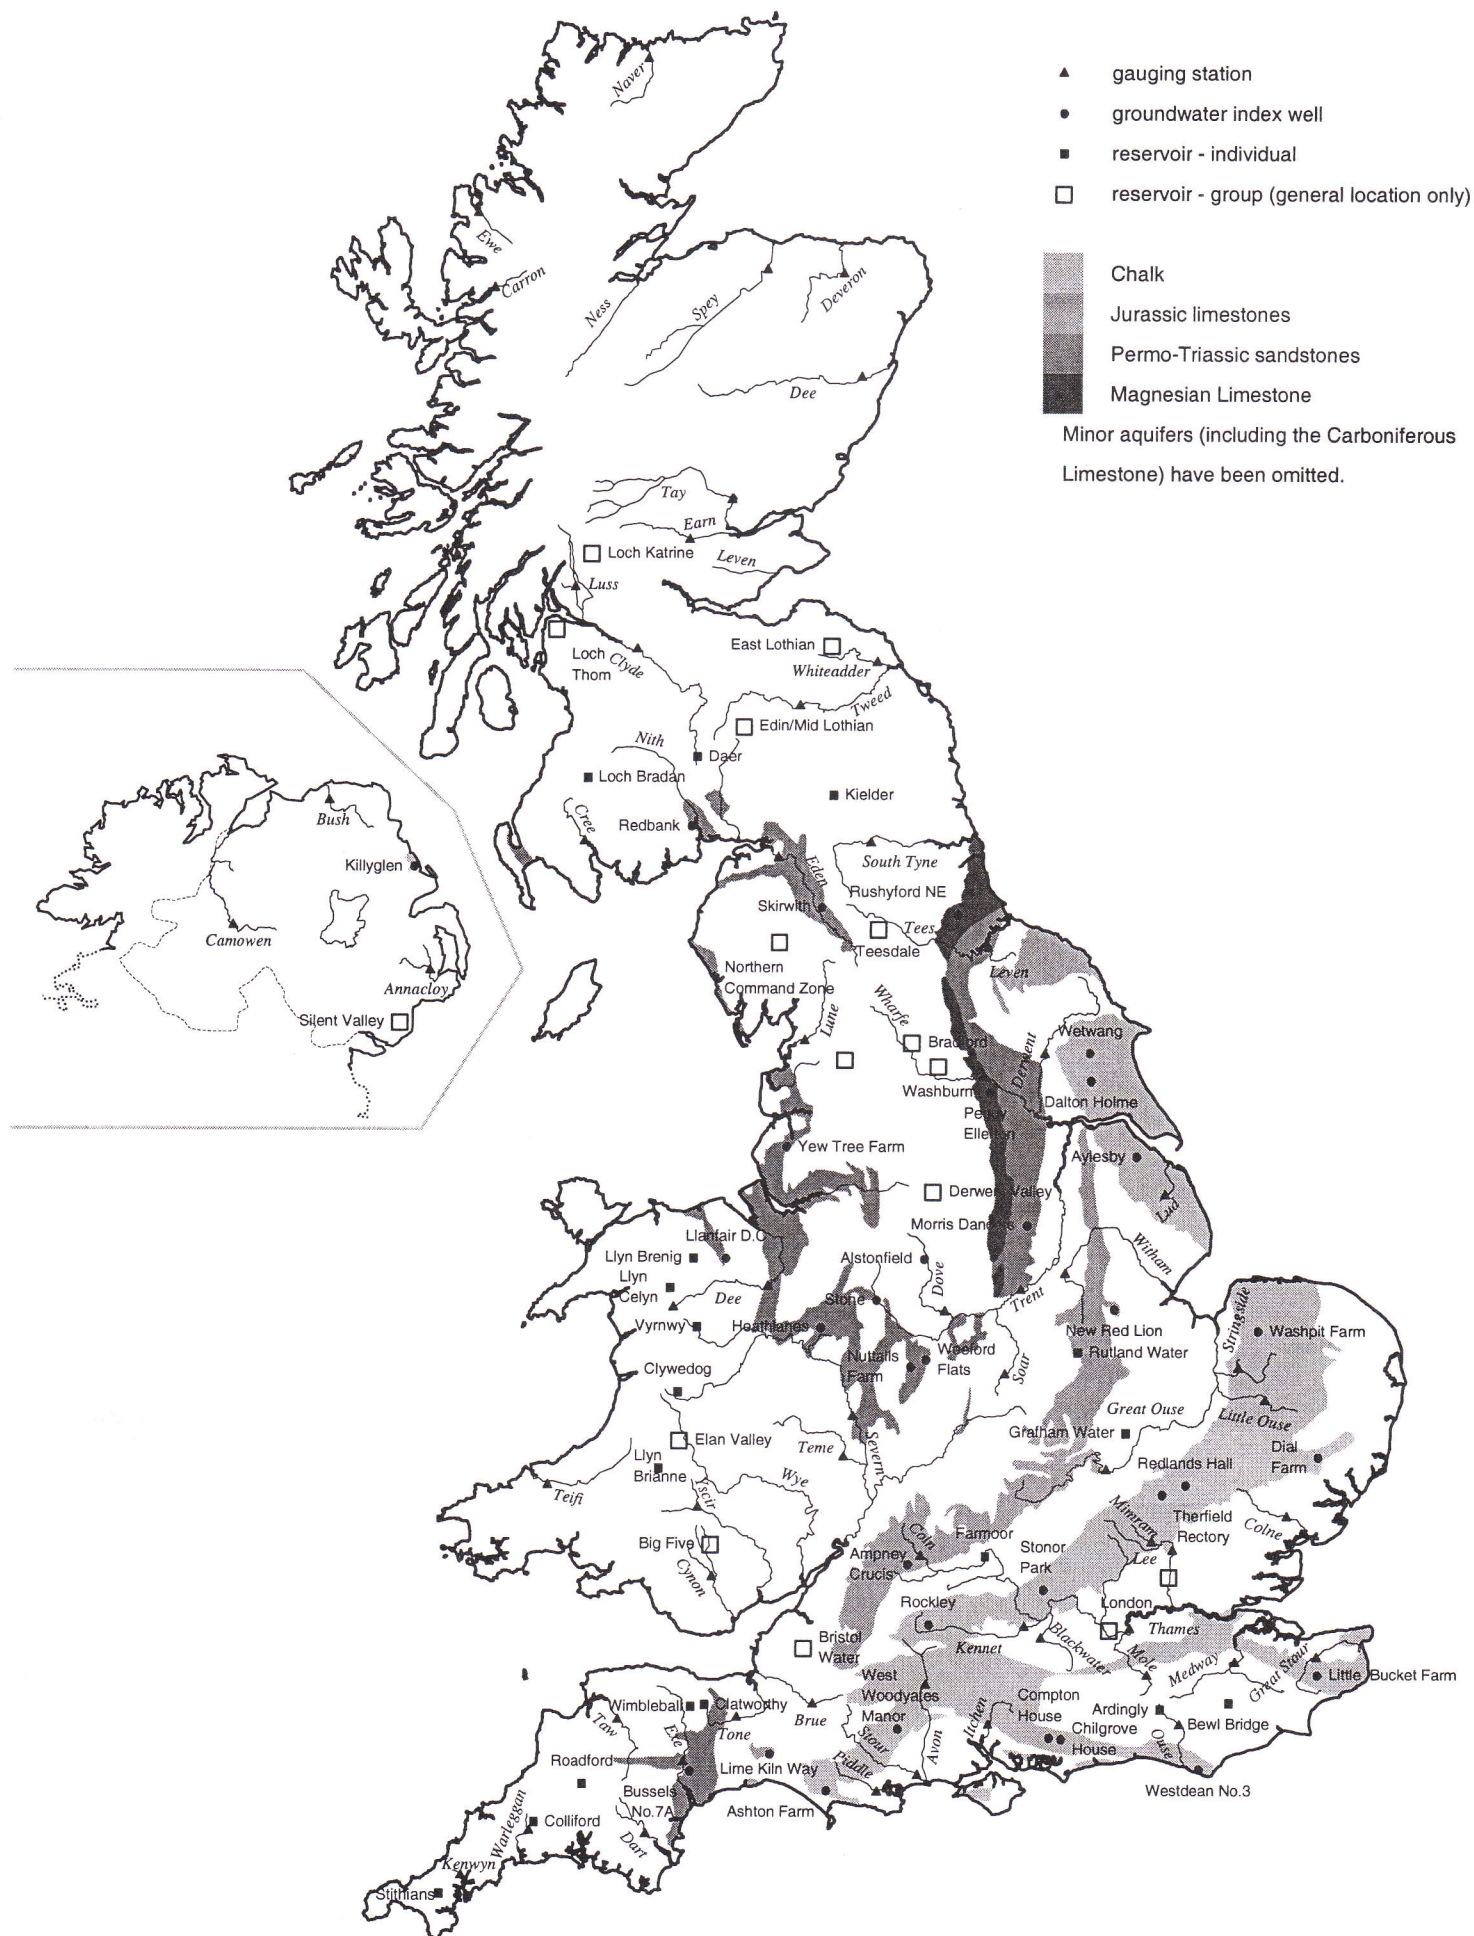 gauging station
groundwater index well
reservoir - individual
reservoir - group (general location only)
Chalk
Jurassic limestones
Permo-Triassic sandstones
Magnesian Limestone
Minor aquifers (including the Carboniferous
Limestone) have been omitted.
Naver
Ewe
Carron
Ness
Spey
Deveron
Dee
Tay
Earn
Leven
Loch Katrine
Luss
East Lothian
Whiteadder
Loch
Thom
Clyde
Tweed
Edin/Mid Lothian
Nith
Daer
Loch Bradan
Kielder
Cree
Redbank
Bush
Killyglen
Camowen
Annacloy
Silent Valley
South Tyne
Eden
Rushyford NE
Skirwith
Tees
Teesdale
Northern
Command Zone
Leven
Lune
Wharfe
Wetwang
Bradford
Derwent
Washburn
Dalton Holme
Peggy
Ellerton
Yew Tree Farm
Aylesby
Derwent Valley
Lud
Morris Dancers
Llanfair D.C
Llyn Brenig
Alstonfield
Witham
Llyn
Celyn
Dee
Dove
Stone
Trent
Vyrnwy
Heathlanes
New Red Lion
Stringside
Washpit Farm
Rutland Water
Nuttalls
Farm
Weeford
Flats
Soar
Clywedog
Great Ouse
Little Ouse
Grafham Water
Elan Valley
Teme
Severn
Dial
Farm
Llyn
Brianne
Redlands Hall
Wye
Teifi
Yscir
Mimram
Therfield
Rectory
Colne
Big Five
Coln
Farmoor
Stonor
Park
Ampney
Crucis
Lee
Cynon
Rockley
London
Thames
Bristol
Water
Kennet
Blackwater
Mole
Medway
Great Stour
Little Bucket Farm
West
Woodyates
Manor
Wimbleball
Clatworthy
Compton
House
Ardingly
Bewl Bridge
Taw
Exe
Tone
Brue
Stour
Avon
Itchen
Chilgrove
House
Ouse
Roadford
Lime Kiln Way
Piddle
Bussels
No.7A
Ashton Farm
Westdean No.3
Warleggan
Colliford
Dart
Kenwyn
Stithians